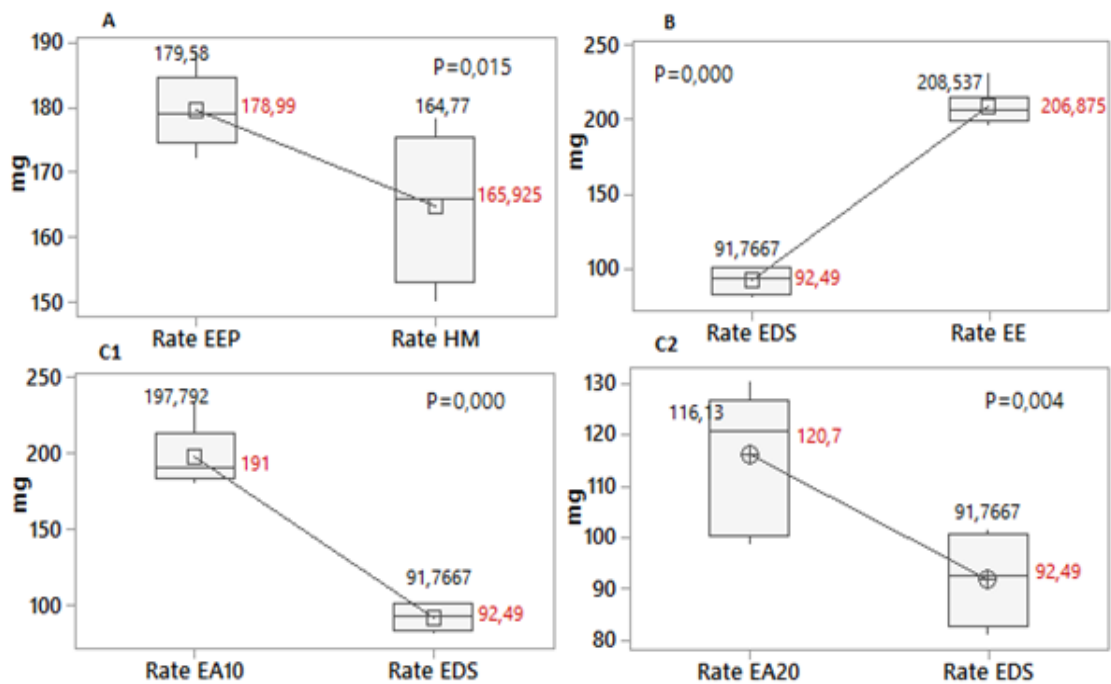 A
190
180
170
160
150
mg
179,58
178,99
P=0,015
164,77
165,925
Rate EEP
Rate HM
B
250
200
150
100
mg
P=0,000
208,537
206,875
91,7667
92,49
Rate EDS
Rate EE
C1
250
200
150
100
mg
197,792
191
P=0,000
91,7667
92,49
Rate EA10
Rate EDS
C2
130
120
110
100
90
80
mg
116,13
120,7
P=0,004
91,7667
92,49
Rate EA20
Rate EDS